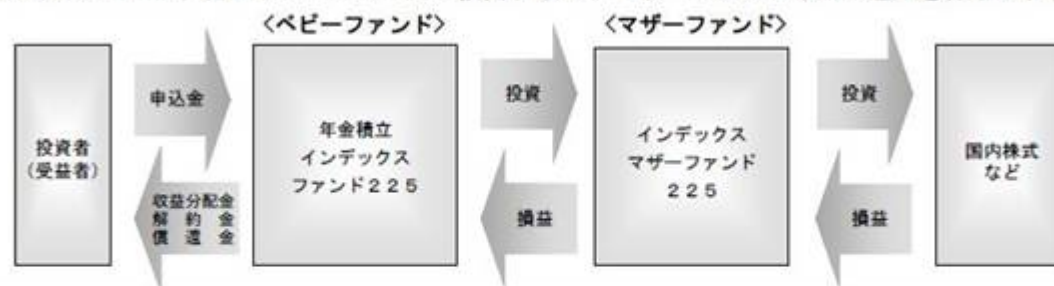 〈ベビーファンド〉
〈マザーファンド〉
投資者
(受益者)
申込金
収益分配金
解約金
償還金
年金積立
インデックス
ファンド225
投資
損益
インデックス
マザーファンド
225
投資
損益
国内株式
など